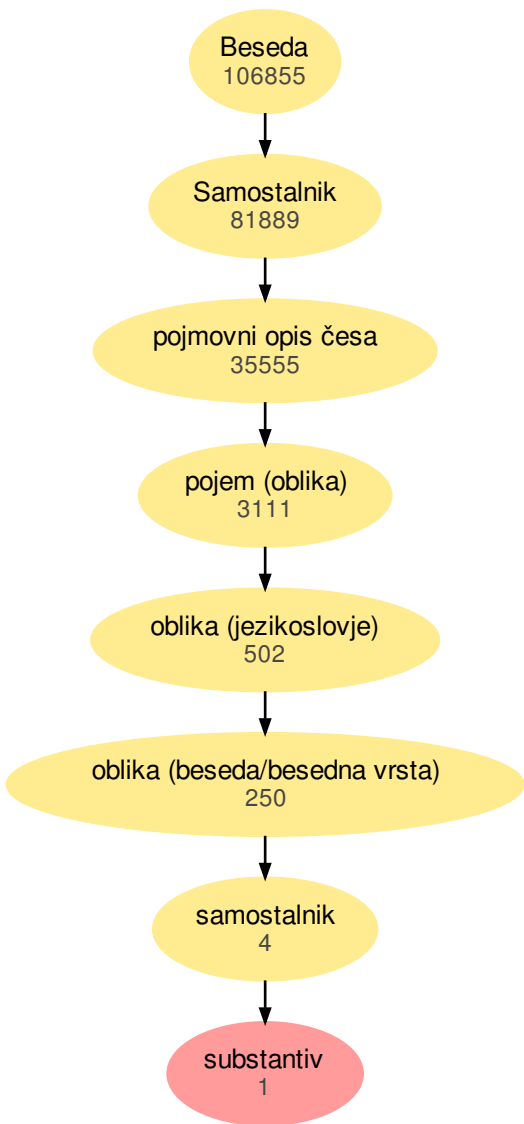 Beseda
106855
Samostalnik
81889
pojmovni opis česa
35555
pojem (oblika)
3111
oblika (jezikoslovje)
502
oblika (beseda/besedna vrsta)
250
samostalnik
4
substantiv
1